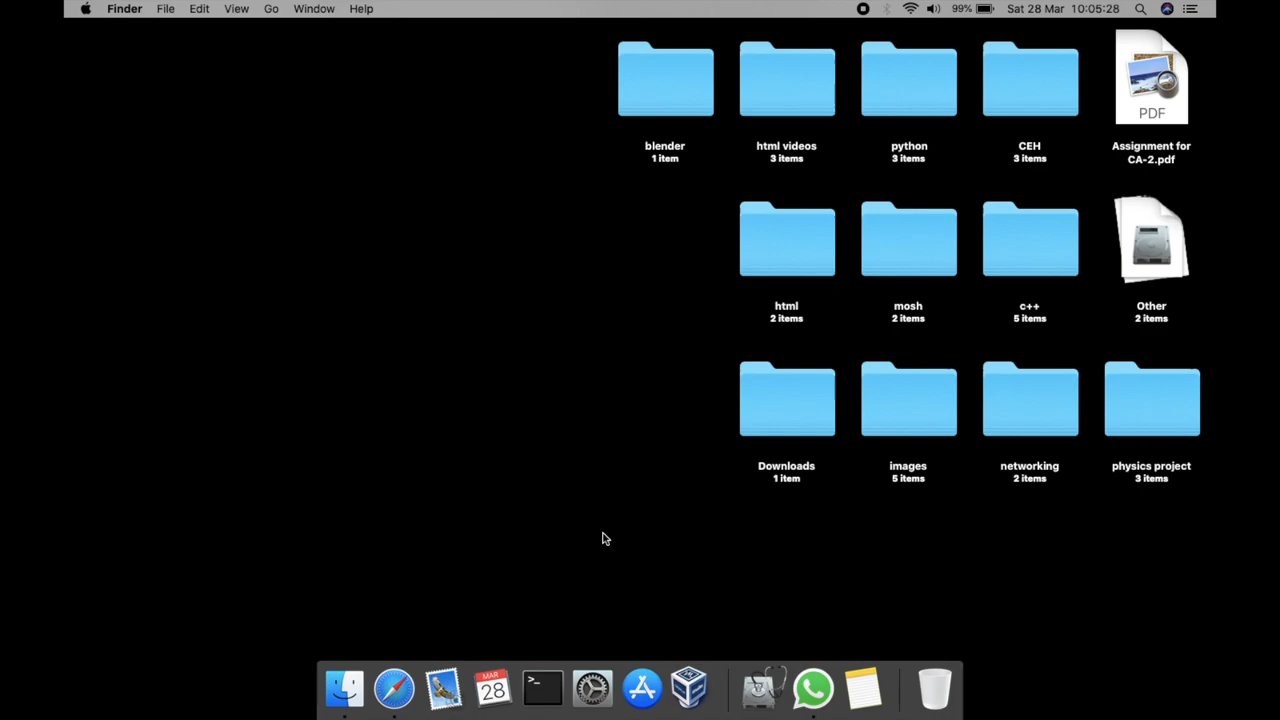 Finder File Edit View Go Window Help 99% Sat 28 Mar 10:05:28
PDF
blender
1 item
html videos
3 items
python
3 items
CEH
3 items
Assignment for
CA-2.pdf
html
2 items
mosh
2 items
c++
5 items
Other
2 items
Downloads
1 item
images
5 items
networking
2 items
physics project
3 items
MAR
28
>_